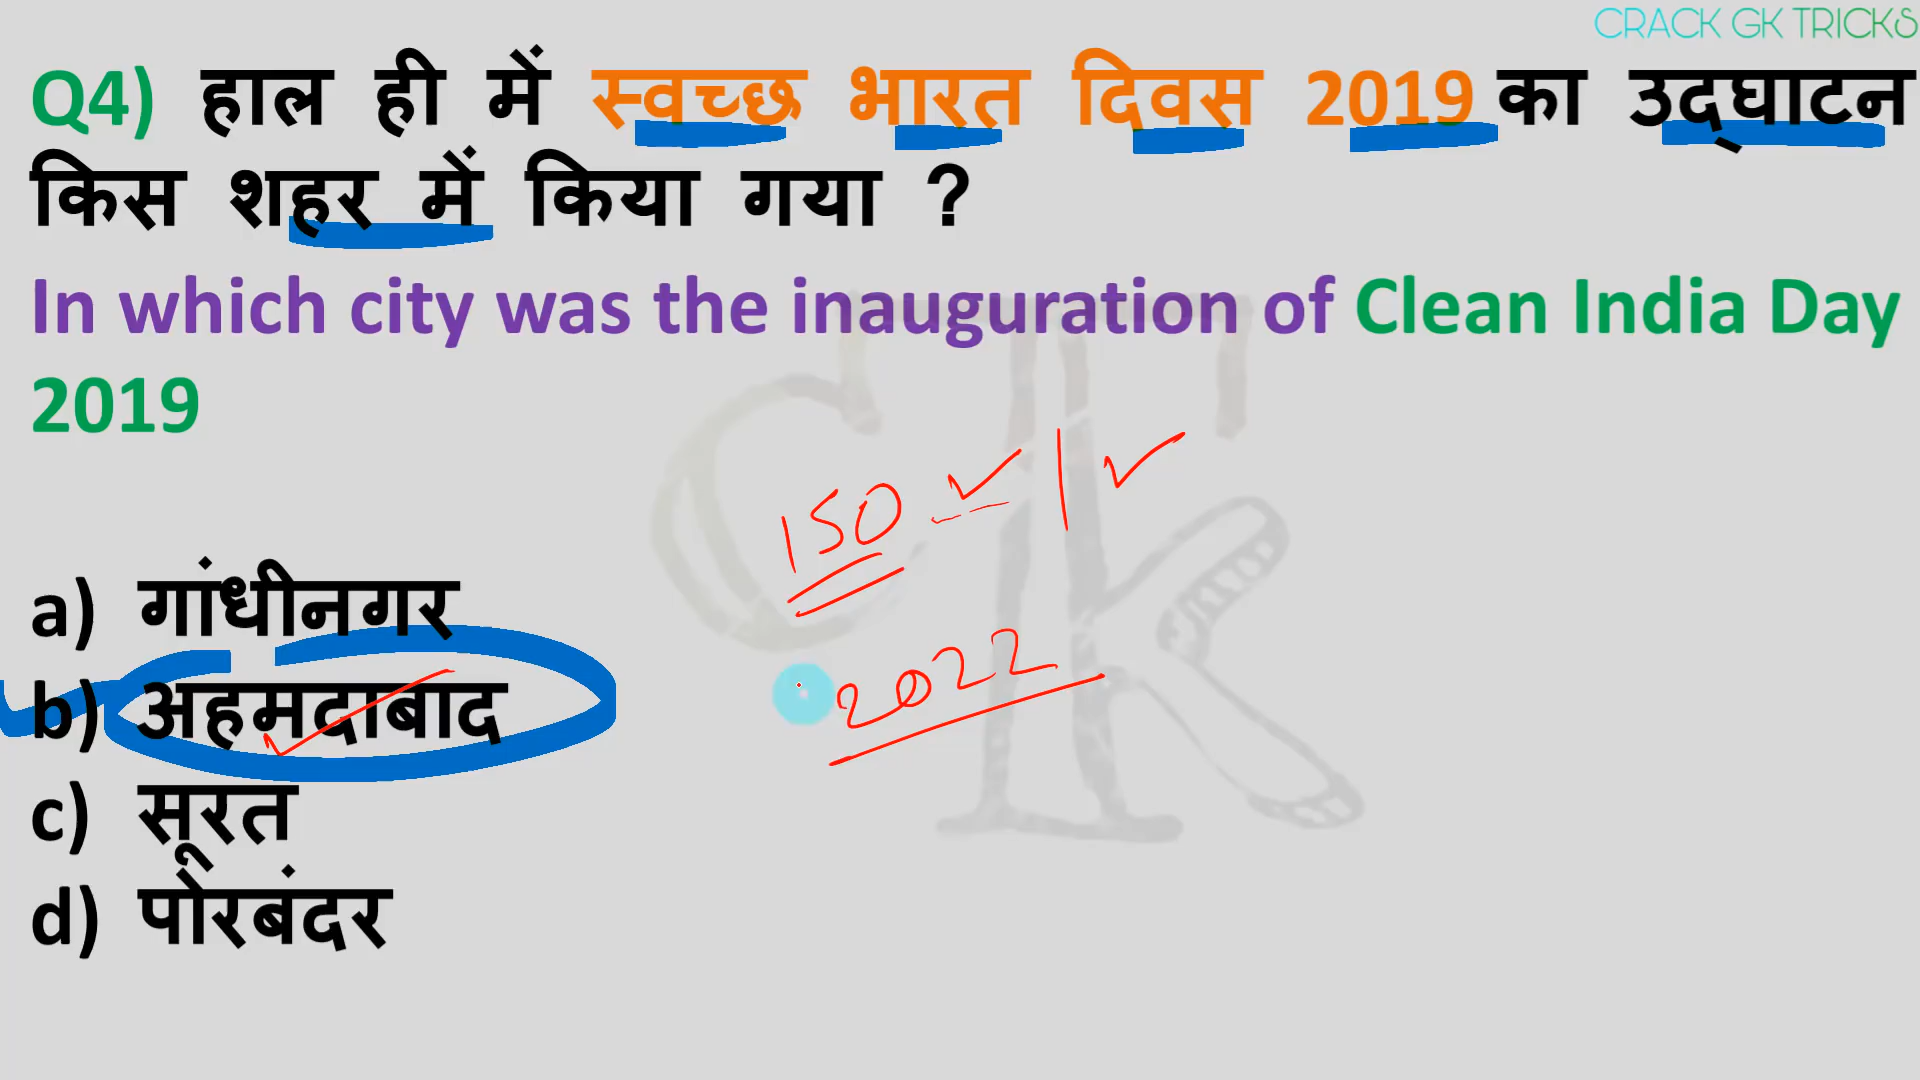 CRACK GK TRICKS
Q4) हाल ही में स्वच्छ भारत दिवस 2019 का उद्घाटन
किस शहर में किया गया ?
In which city was the inauguration of Clean India Day
2019
150
a) गांधीनगर
2022
b) अहमदाबाद
c) सूरत
d) पोरबंदर